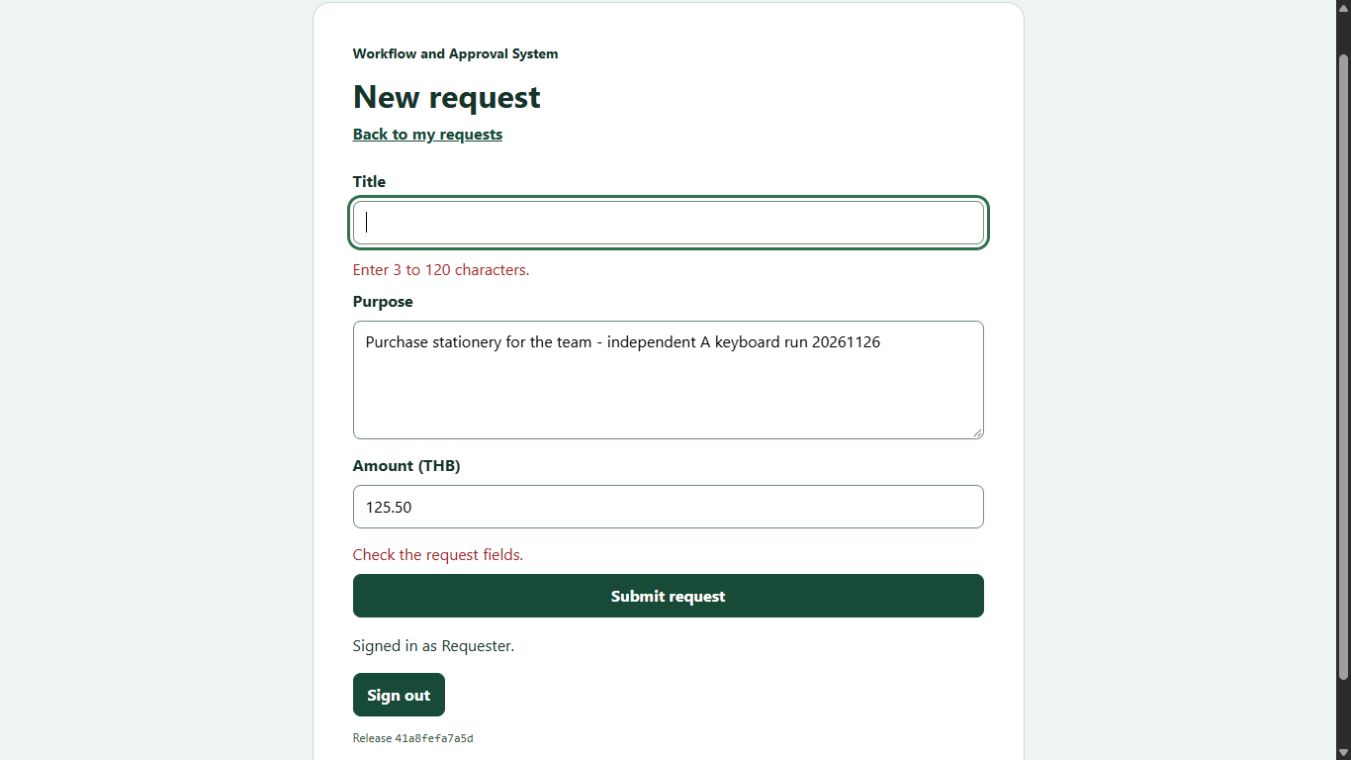 Workflow and Approval System
New request
Back to my requests
Title
Enter 3 to 120 characters.
Purpose
Purchase stationery for the team - independent A keyboard run 20261126
Amount (THB)
125.50
Check the request fields.
Submit request
Signed in as Requester.
Sign out
Release 41a8fefa7a5d